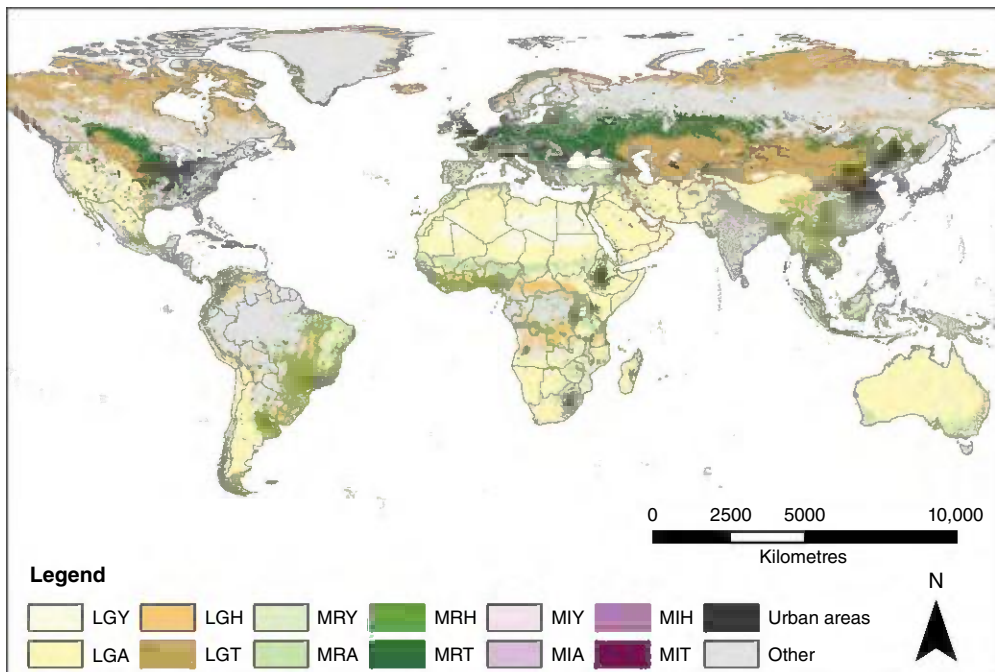 0 2500 5000 10,000
Kilometres
Legend
N
LGY LGH MRY MRH MIY MIH Urban areas
LGA LGT MRA MRT MIA MIT Other